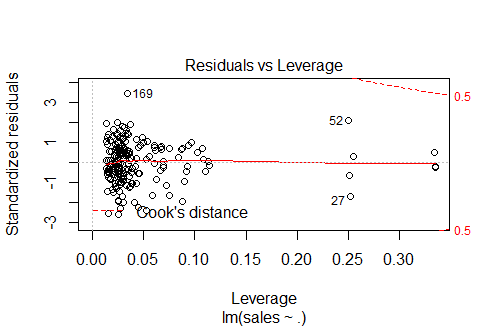 Residuals vs Leverage
Standardized residuals
3
1
-1
-3
169
52
27
0.5
0.5
Cook's distance
0.00 0.05 0.10 0.15 0.20 0.25 0.30
Leverage
lm(sales ~ .)